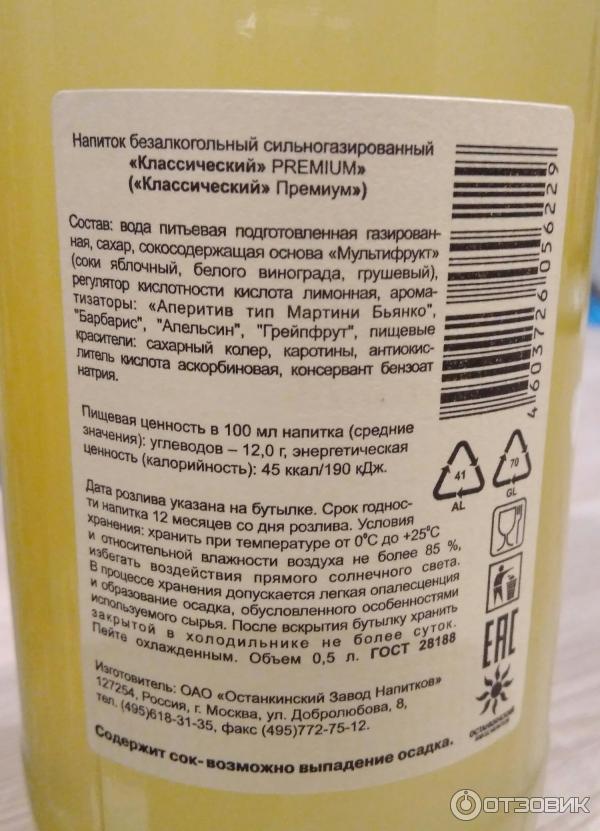 Напиток безалкогольный сильногазированный
«Классический» PREMIUM»
(«Классический» Премиум»)
Состав: вода питьевая подготовленная газирован-
ная, сахар, сокосодержащая основа «Мультифрукт»
(соки яблочный, белого винограда, грушевый),
регулятор кислотности кислота лимонная, арома-
тизаторы: «Аперитив тип Мартини Бьянко",
"Барбарис", "Апельсин", "Грейпфрут", пищевые
красители: сахарный колер, каротины, антиокис-
литель кислота аскорбиновая, консервант бензоат
натрия.
4603726056229
Пищевая ценность в 100 мл напитка (средние
значения): углеводов – 12,0 г, энергетическая
ценность (калорийность): 45 ккал/190 кДж.
41
AL
70
GL
Дата розлива указана на бутылке. Срок годнос-
ти напитка 12 месяцев со дня розлива. Условия
хранения: хранить при температуре от 0°С до +25°С
и относительной влажности воздуха не более 85 %,
избегать воздействия прямого солнечного света.
В процессе хранения допускается легкая опалесценция
и образование осадка, обусловленного особенностями
используемого сырья. После вскрытия бутылку хранить
закрытой в холодильнике не более суток.
Пейте охлажденным. Объем 0,5 л. ГОСТ 28188
EAC
Изготовитель: ОАО «Останкинский Завод Напитков»
127254, Россия, г. Москва, ул. Добролюбова, 8,
тел. (495)618-31-35, факс (495)772-75-12.
ОСТАНКИНСКИЙ
Содержит сок-возможно выпадение осадка.
ОТЗОВИК